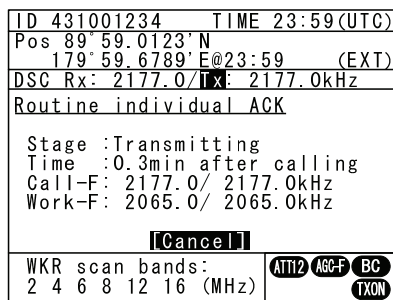 ID 431001234 TIME 23:59(UTC)
Pos 89°59.0123'N
179°59.6789'E@23:59 (EXT)
DSC Rx: 2177.0/Tx: 2177.0kHz
Routine individual ACK
Stage :Transmitting
Time :0.3min after calling
Call-F: 2177.0/ 2177.0kHz
Work-F: 2065.0/ 2065.0kHz
[Cancel]
WKR scan bands: ATT12 AGC-F BC
2 4 6 8 12 16 (MHz) TXON